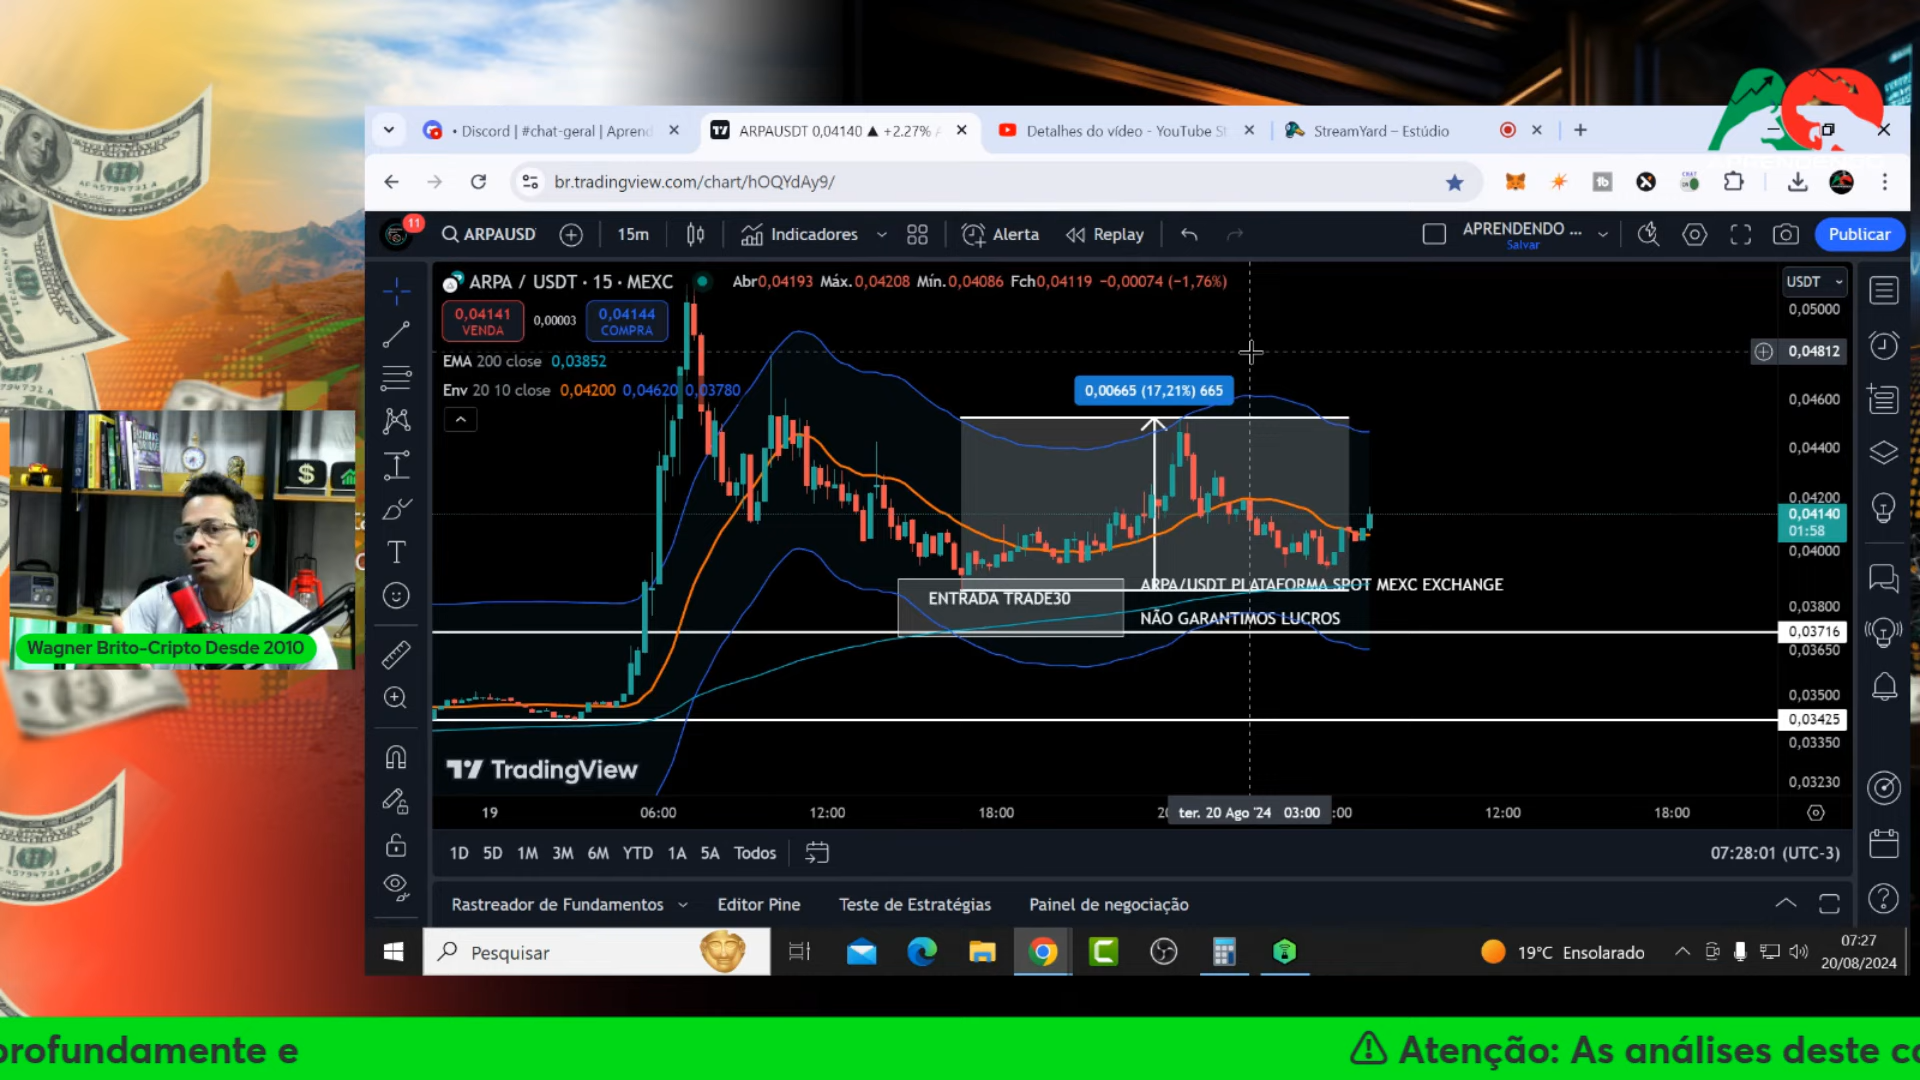 • Discord | #chat-geral | Aprend
ARPAUSDT 0,04140 ▲ +2.27%
Detalhes do vídeo - YouTube St
StreamYard – Estúdio
br.tradingview.com/chart/hOQYdAy9/
11
ARPAUSD
15m
Indicadores
Alerta
Replay
APRENDENDO ...
Salvar
Publicar
ARPA / USDT · 15 · MEXC
Abr0,04193 Máx.0,04208 Mín.0,04086 Fch0,04119 −0,00074 (−1,76%)
USDT
0,04141
VENDA
0,00003
0,04144
COMPRA
EMA 200 close 0,03852
Env 20 10 close 0,04200 0,04620 0,03780
0,05000
0,04812
0,04600
0,04400
0,04200
0,04140
01:58
0,04000
0,03800
0,03716
0,03650
0,03500
0,03425
0,03350
0,03230
0,00665 (17,21%) 665
ENTRADA TRADE30
ARPA/USDT PLATAFORMA SPOT MEXC EXCHANGE
NÃO GARANTIMOS LUCROS
Wagner Brito-Cripto Desde 2010
TradingView
19 06:00 12:00 18:00 ter. 20 Ago '24 03:00 :00 12:00 18:00
1D 5D 1M 3M 6M YTD 1A 5A Todos
07:28:01 (UTC-3)
Rastreador de Fundamentos
Editor Pine
Teste de Estratégias
Painel de negociação
Pesquisar
19°C Ensolarado
07:27
20/08/2024
profundamente e
Atenção: As análises deste co